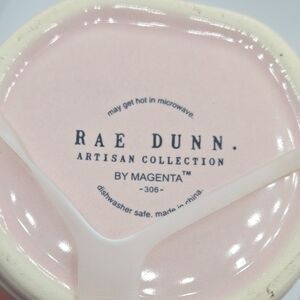 may get hot in microwave.
RAE DUNN.
ARTISAN COLLECTION
BY MAGENTA™
-306-
dishwasher safe. made in china.